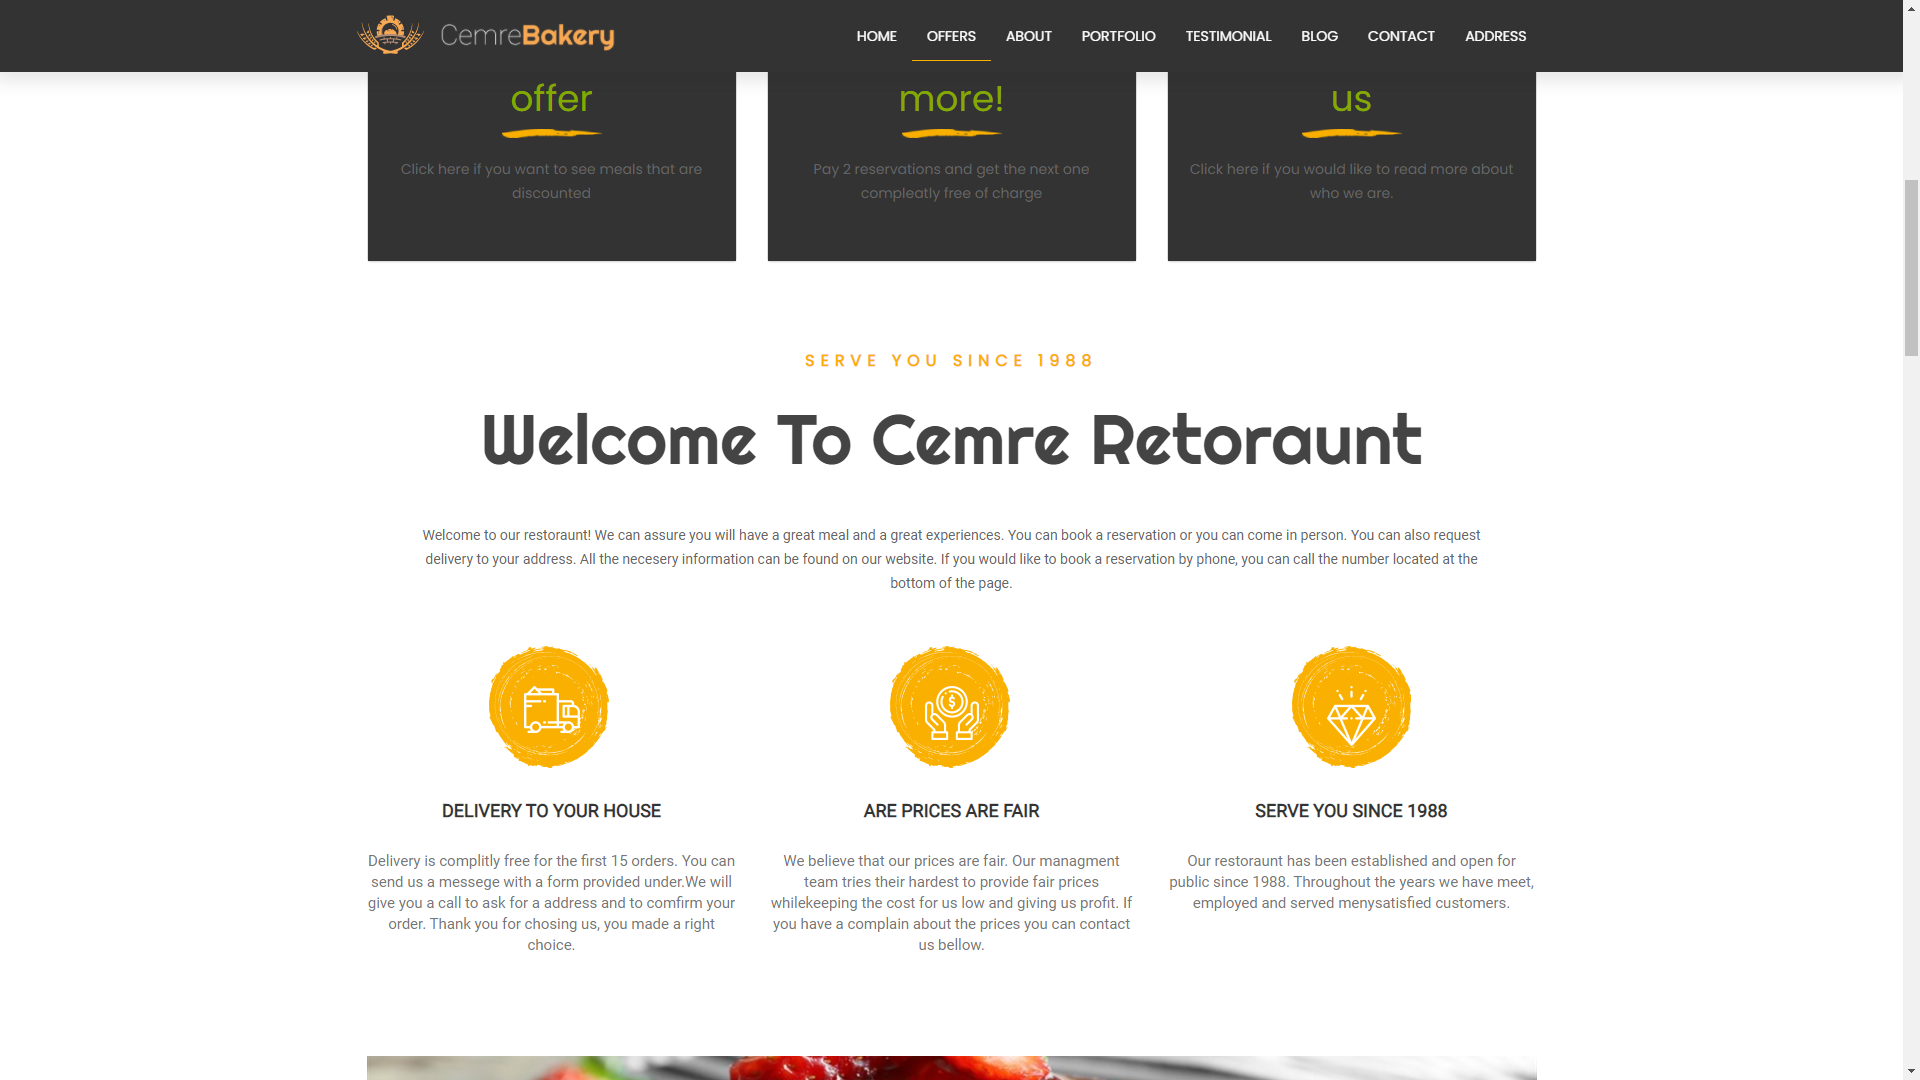 CemreBakery
HOME OFFERS ABOUT PORTFOLIO TESTIMONIAL BLOG CONTACT ADDRESS
offer
Click here if you want to see meals that are
discounted
more!
Pay 2 reservations and get the next one
compleatly free of charge
us
Click here if you would like to read more about
who we are.
SERVE YOU SINCE 1988
Welcome To Cemre Retoraunt
Welcome to our restoraunt! We can assure you will have a great meal and a great experiences. You can book a reservation or you can come in person. You can also request
delivery to your address. All the necesery information can be found on our website. If you would like to book a reservation by phone, you can call the number located at the
bottom of the page.
DELIVERY TO YOUR HOUSE
Delivery is complitly free for the first 15 orders. You can
send us a messege with a form provided under.We will
give you a call to ask for a address and to comfirm your
order. Thank you for chosing us, you made a right
choice.
ARE PRICES ARE FAIR
We believe that our prices are fair. Our managment
team tries their hardest to provide fair prices
whilekeeping the cost for us low and giving us profit. If
you have a complain about the prices you can contact
us bellow.
SERVE YOU SINCE 1988
Our restoraunt has been established and open for
public since 1988. Throughout the years we have meet,
employed and served menysatisfied customers.